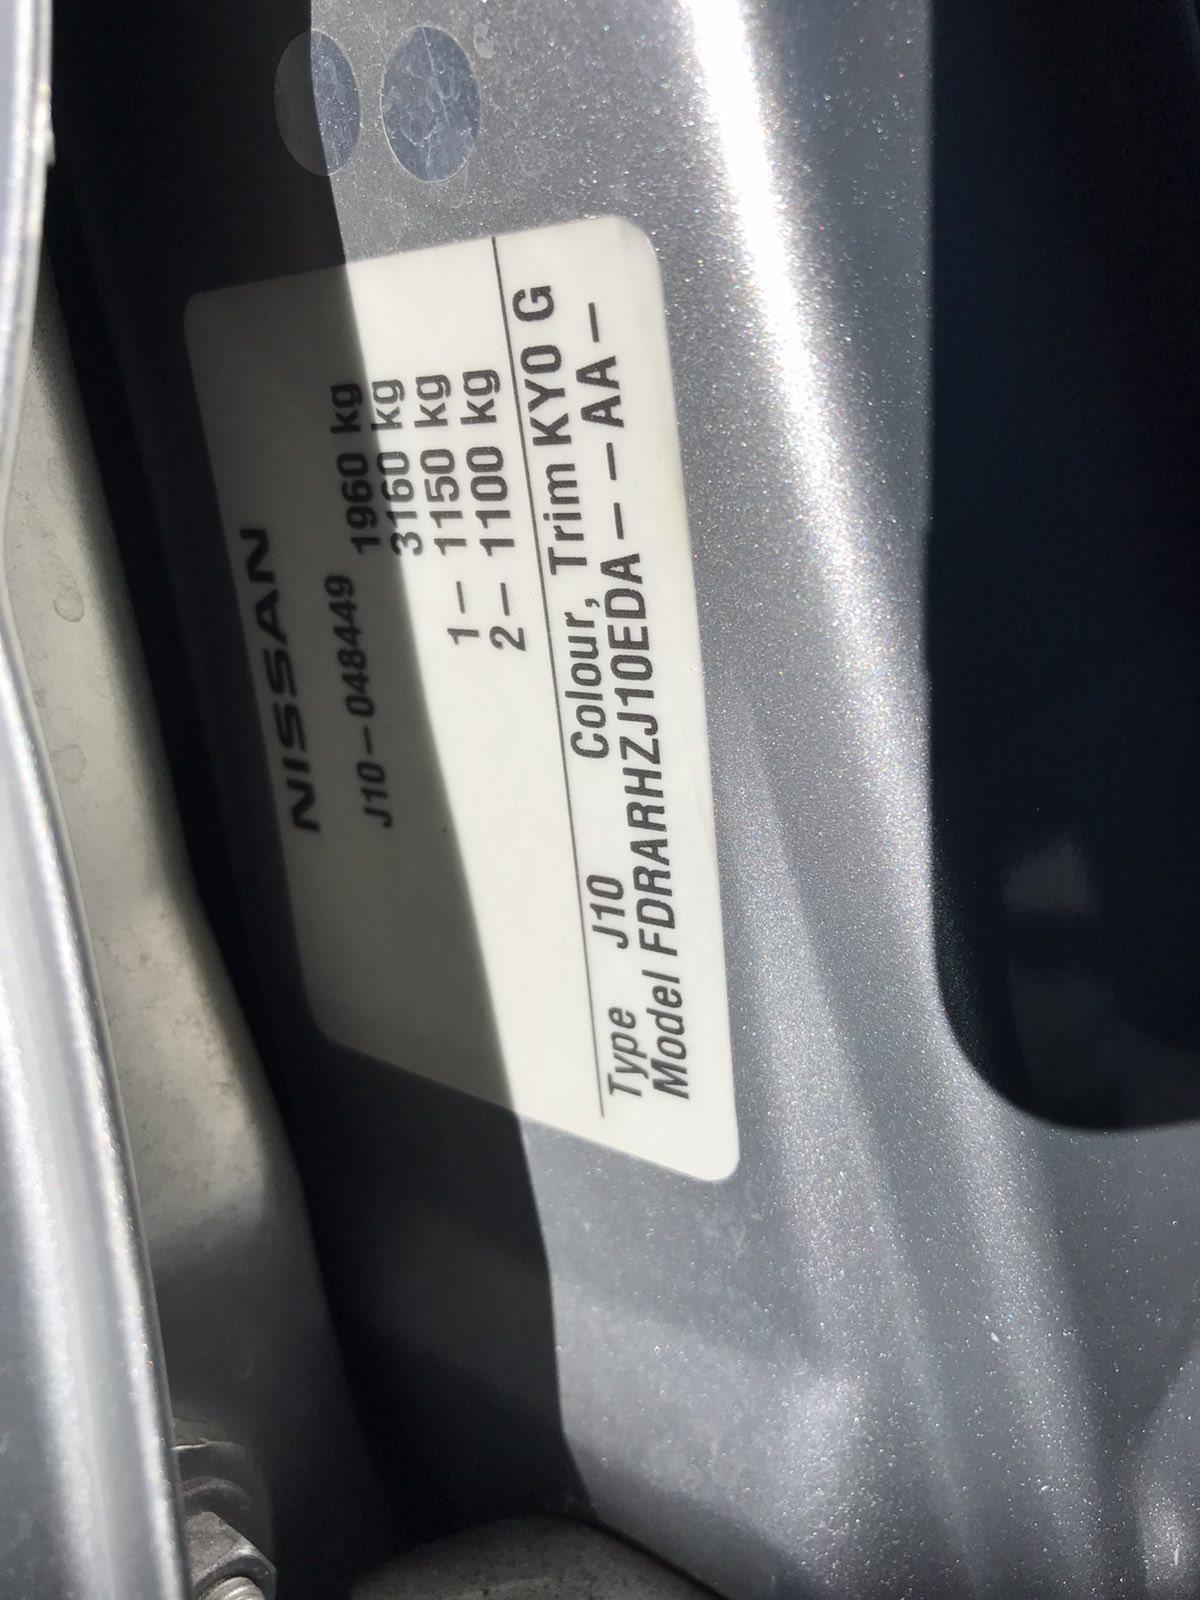 NISSAN
J10-048449
1960 kg
3160 kg
1- 1150 kg
2- 1100 kg
Type J10 Colour, Trim KY0 G
Model FDRARHZJ10EDA - - AA -